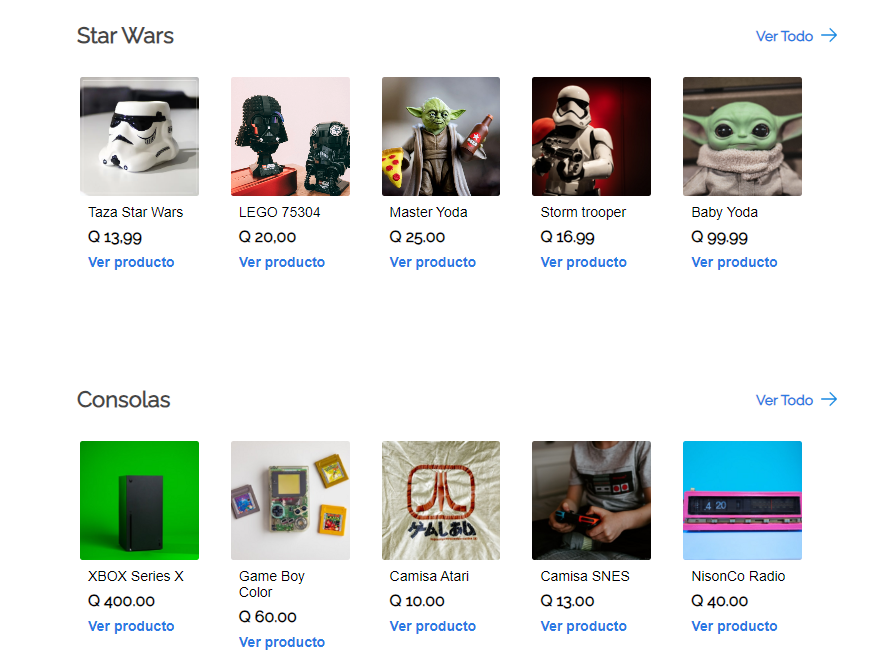 Star Wars
Ver Todo
Taza Star Wars
Q 13,99
Ver producto
LEGO 75304
Q 20,00
Ver producto
Master Yoda
Q 25.00
Ver producto
Storm trooper
Q 16.99
Ver producto
Baby Yoda
Q 99.99
Ver producto
Consolas
Ver Todo
XBOX Series X
Q 400.00
Ver producto
Game Boy
Color
Q 60.00
Ver producto
Camisa Atari
Q 10.00
Ver producto
Camisa SNES
Q 13.00
Ver producto
NisonCo Radio
Q 40.00
Ver producto